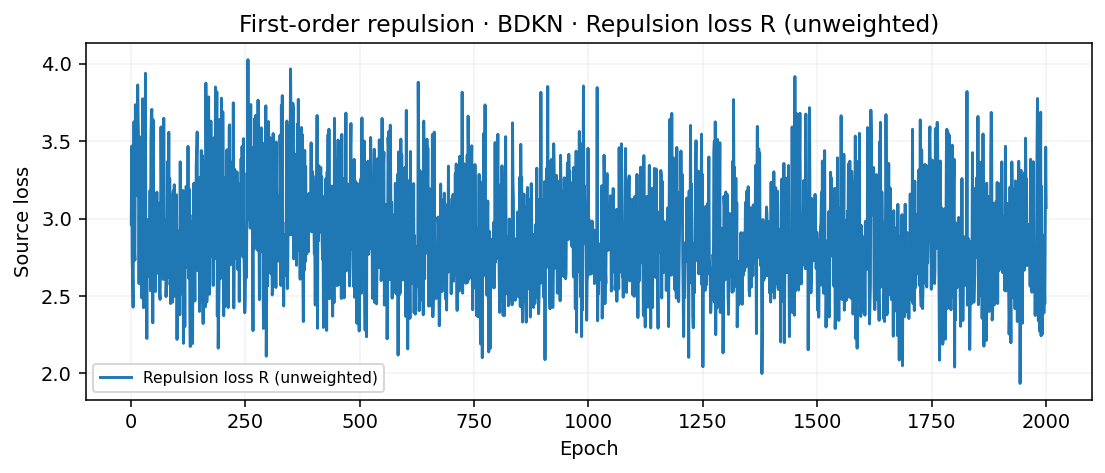 First-order repulsion · BDKN · Repulsion loss R (unweighted)
4.0
3.5
3.0
2.5
2.0
Source loss
Repulsion loss R (unweighted)
0 250 500 750 1000 1250 1500 1750 2000
Epoch